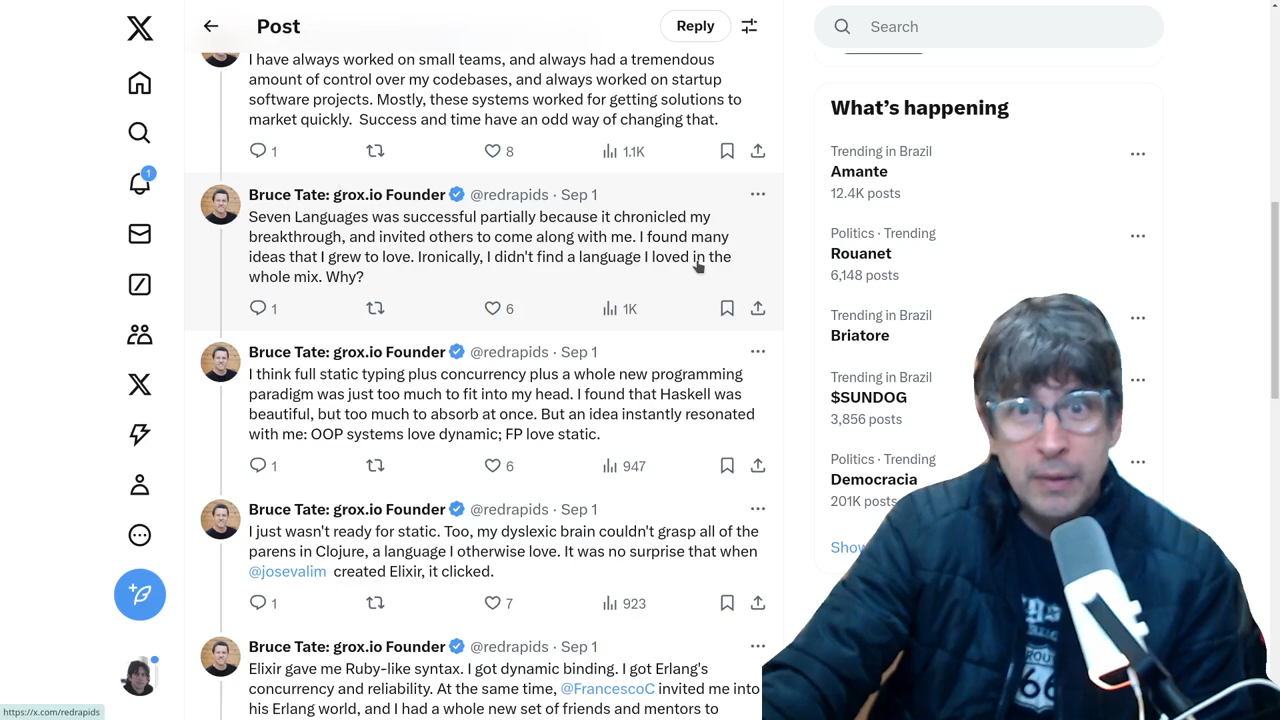 Post
Reply
Search
I have always worked on small teams, and always had a tremendous
amount of control over my codebases, and always worked on startup
software projects. Mostly, these systems worked for getting solutions to
market quickly.  Success and time have an odd way of changing that.
1
8
1.1K
Bruce Tate: grox.io Founder @redrapids · Sep 1
Seven Languages was successful partially because it chronicled my
breakthrough, and invited others to come along with me. I found many
ideas that I grew to love. Ironically, I didn't find a language I loved in the
whole mix. Why?
1
6
1K
Bruce Tate: grox.io Founder @redrapids · Sep 1
I think full static typing plus concurrency plus a whole new programming
paradigm was just too much to fit into my head. I found that Haskell was
beautiful, but too much to absorb at once. But an idea instantly resonated
with me: OOP systems love dynamic; FP love static.
1
6
947
Bruce Tate: grox.io Founder @redrapids · Sep 1
I just wasn't ready for static. Too, my dyslexic brain couldn't grasp all of the
parens in Clojure, a language I otherwise love. It was no surprise that when
@josevalim  created Elixir, it clicked.
1
7
923
Bruce Tate: grox.io Founder @redrapids · Sep 1
Elixir gave me Ruby-like syntax. I got dynamic binding. I got Erlang's
concurrency and reliability. At the same time, @FrancescoC invited me into
his Erlang world, and I had a whole new set of friends and mentors to
What's happening
Trending in Brazil
Amante
12.4K posts
Politics · Trending
Rouanet
6,148 posts
Trending in Brazil
Briatore
Trending in Brazil
$SUNDOG
3,856 posts
Politics · Trending
Democracia
201K posts
Show
1
https://x.com/redrapids
ROUTE
66